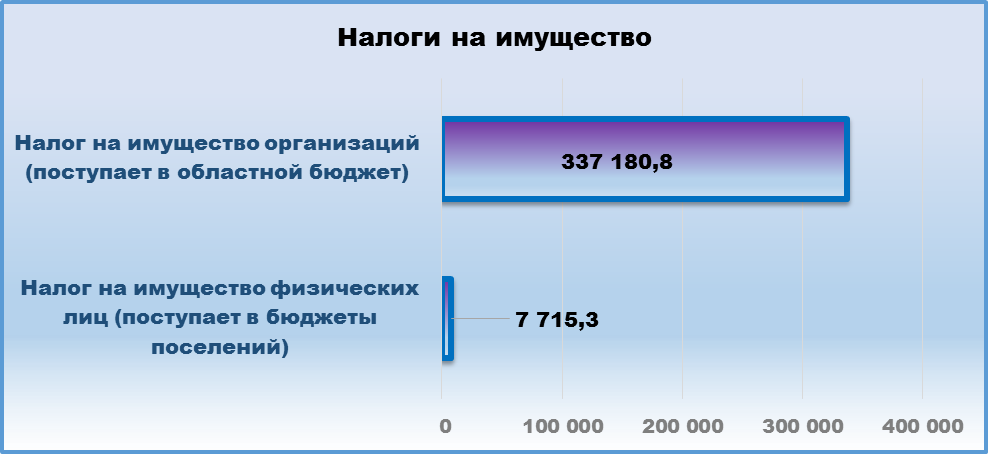 Налоги на имущество
Налог на имущество организаций
(поступает в областной бюджет)
337 180,8
Налог на имущество физических
лиц (поступает в бюджеты
поселений)
7 715,3
0 100 000 200 000 300 000 400 000